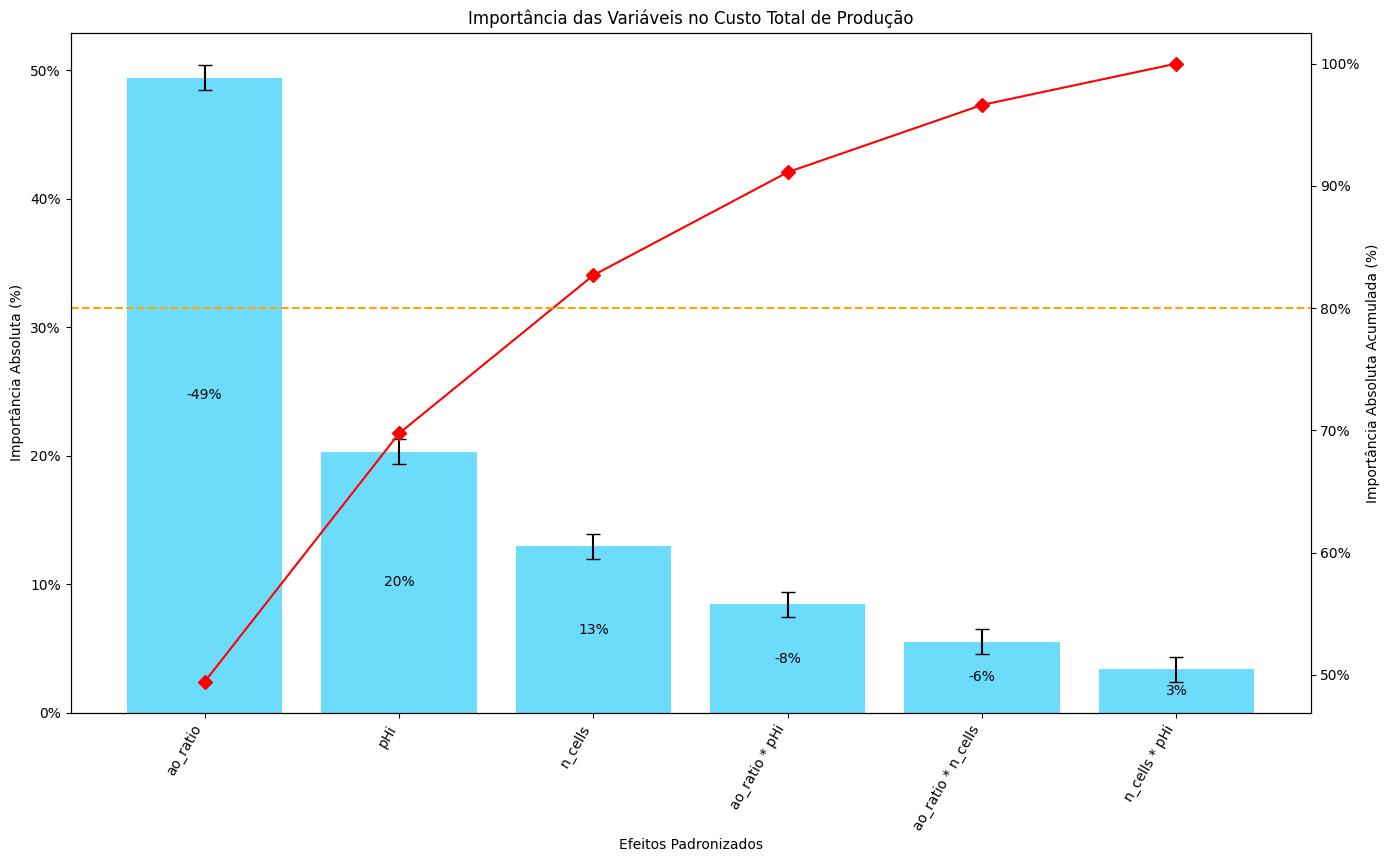 Importância das Variáveis no Custo Total de Produção
Importância Absoluta (%)
50%
40%
30%
20%
10%
0%
-49%
20%
13%
-8%
-6%
3%
100%
90%
80%
70%
60%
50%
Importância Absoluta Acumulada (%)
ao_ratio
pHi
n_cells
ao_ratio * pHi
ao_ratio * n_cells
n_cells * pHi
Efeitos Padronizados